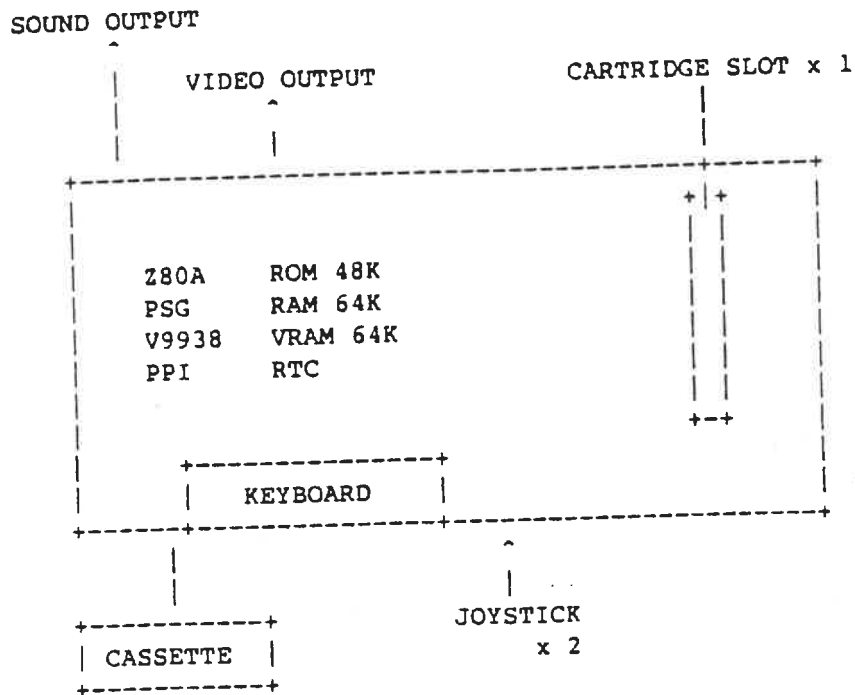 SOUND OUTPUT
VIDEO OUTPUT
CARTRIDGE SLOT x 1
Z80A ROM 48K
PSG RAM 64K
V9938 VRAM 64K
PPI RTC
KEYBOARD
CASSETTE
JOYSTICK
x 2